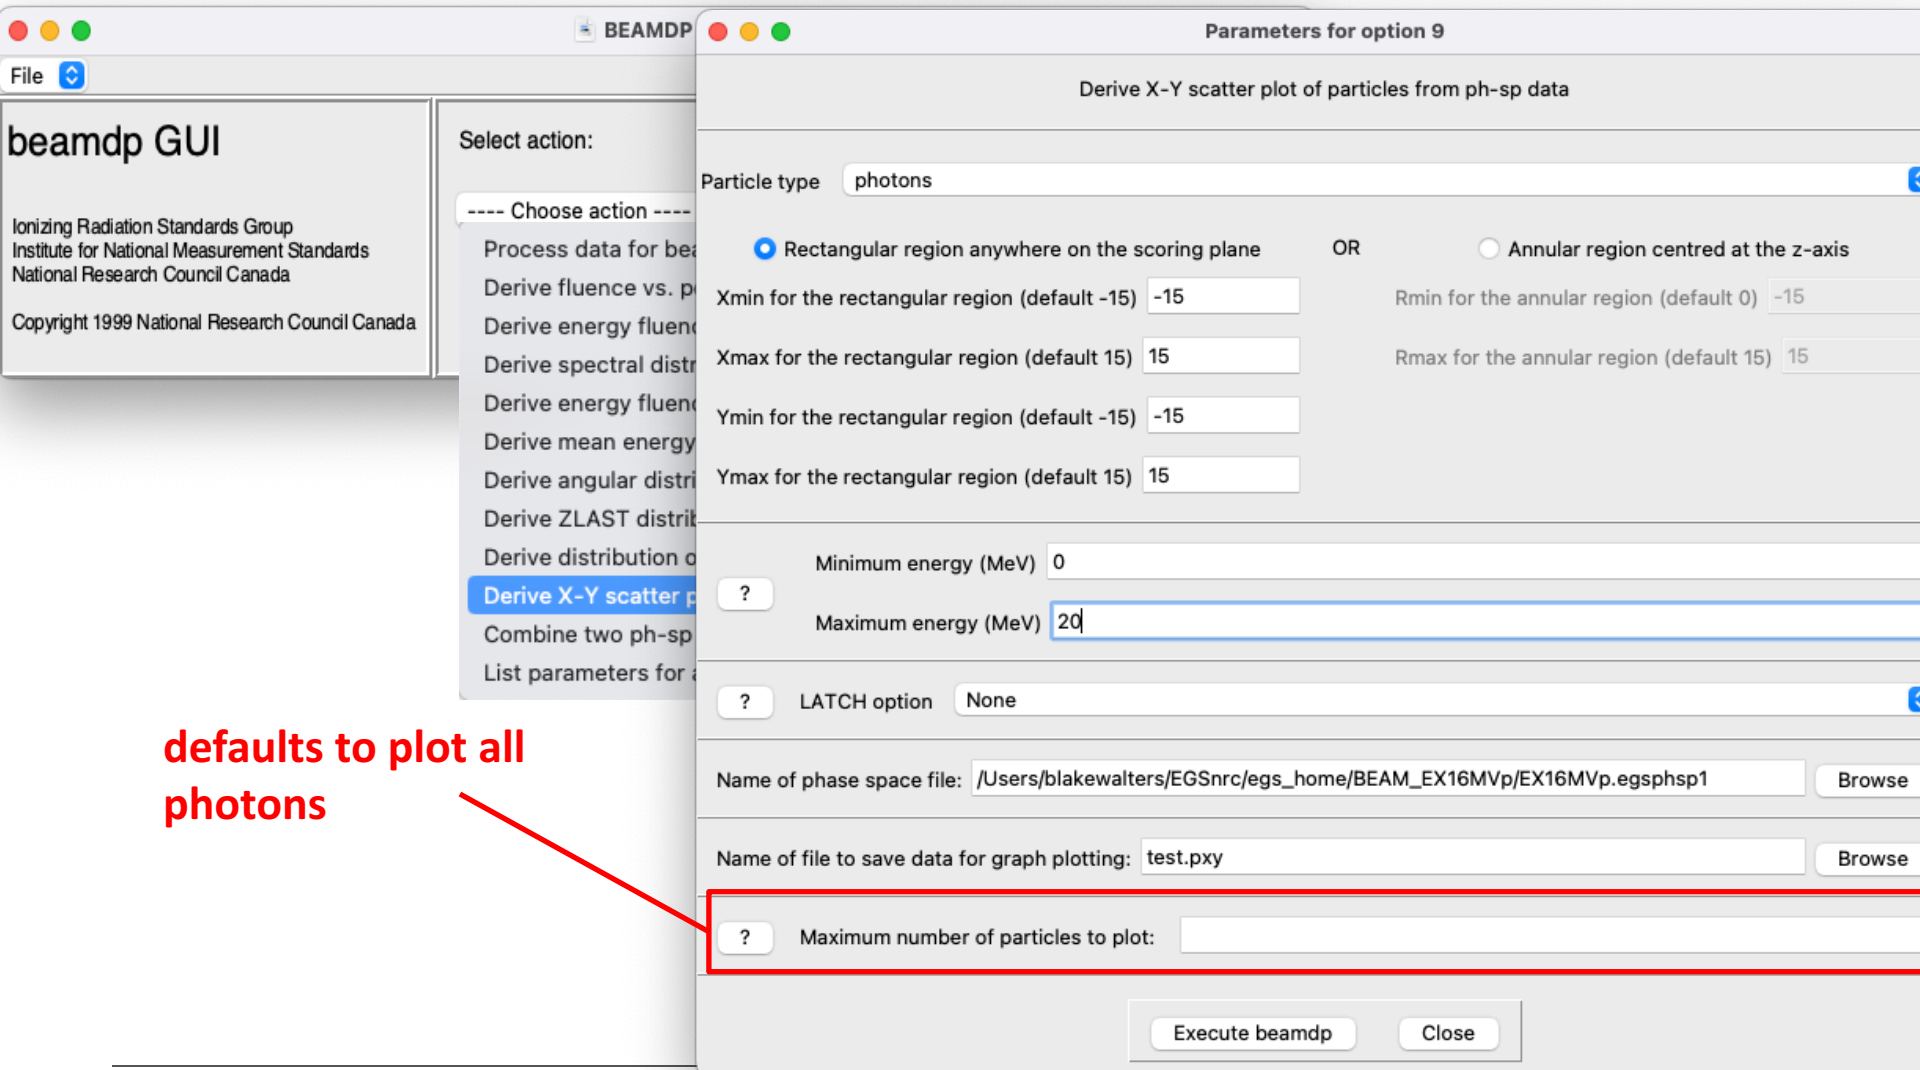 BEAMDP
File
beamdp GUI
Ionizing Radiation Standards Group
Institute for National Measurement Standards
National Research Council Canada
Copyright 1999 National Research Council Canada
Select action:
---- Choose action ----
Process data for bea
Derive fluence vs. p
Derive energy fluen
Derive spectral distr
Derive energy fluen
Derive mean energy
Derive angular distri
Derive ZLAST distrib
Derive distribution o
Derive X-Y scatter p
Combine two ph-sp
List parameters for a
defaults to plot all
photons
Parameters for option 9
Derive X-Y scatter plot of particles from ph-sp data
Particle type photons
Rectangular region anywhere on the scoring plane OR Annular region centred at the z-axis
Xmin for the rectangular region (default -15) -15 Rmin for the annular region (default 0) -15
Xmax for the rectangular region (default 15) 15 Rmax for the annular region (default 15) 15
Ymin for the rectangular region (default -15) -15
Ymax for the rectangular region (default 15) 15
Minimum energy (MeV) 0
?
Maximum energy (MeV) 20
? LATCH option None
Name of phase space file: /Users/blakewalters/EGSnrc/egs_home/BEAM_EX16MVp/EX16MVp.egsphsp1 Browse
Name of file to save data for graph plotting: test.pxy Browse
? Maximum number of particles to plot:
Execute beamdp Close